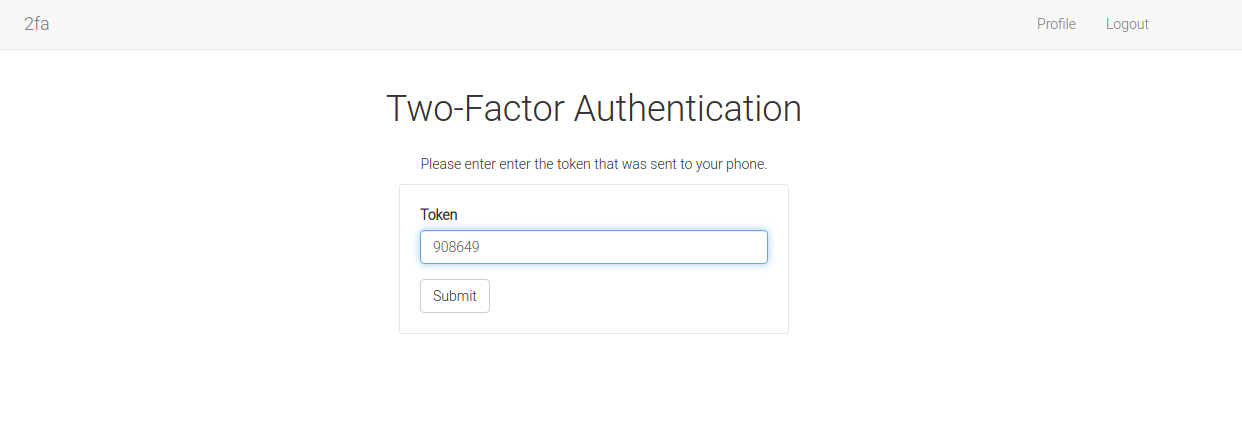 2fa Profile Logout
Two-Factor Authentication
Please enter enter the token that was sent to your phone.
Token
908649
Submit